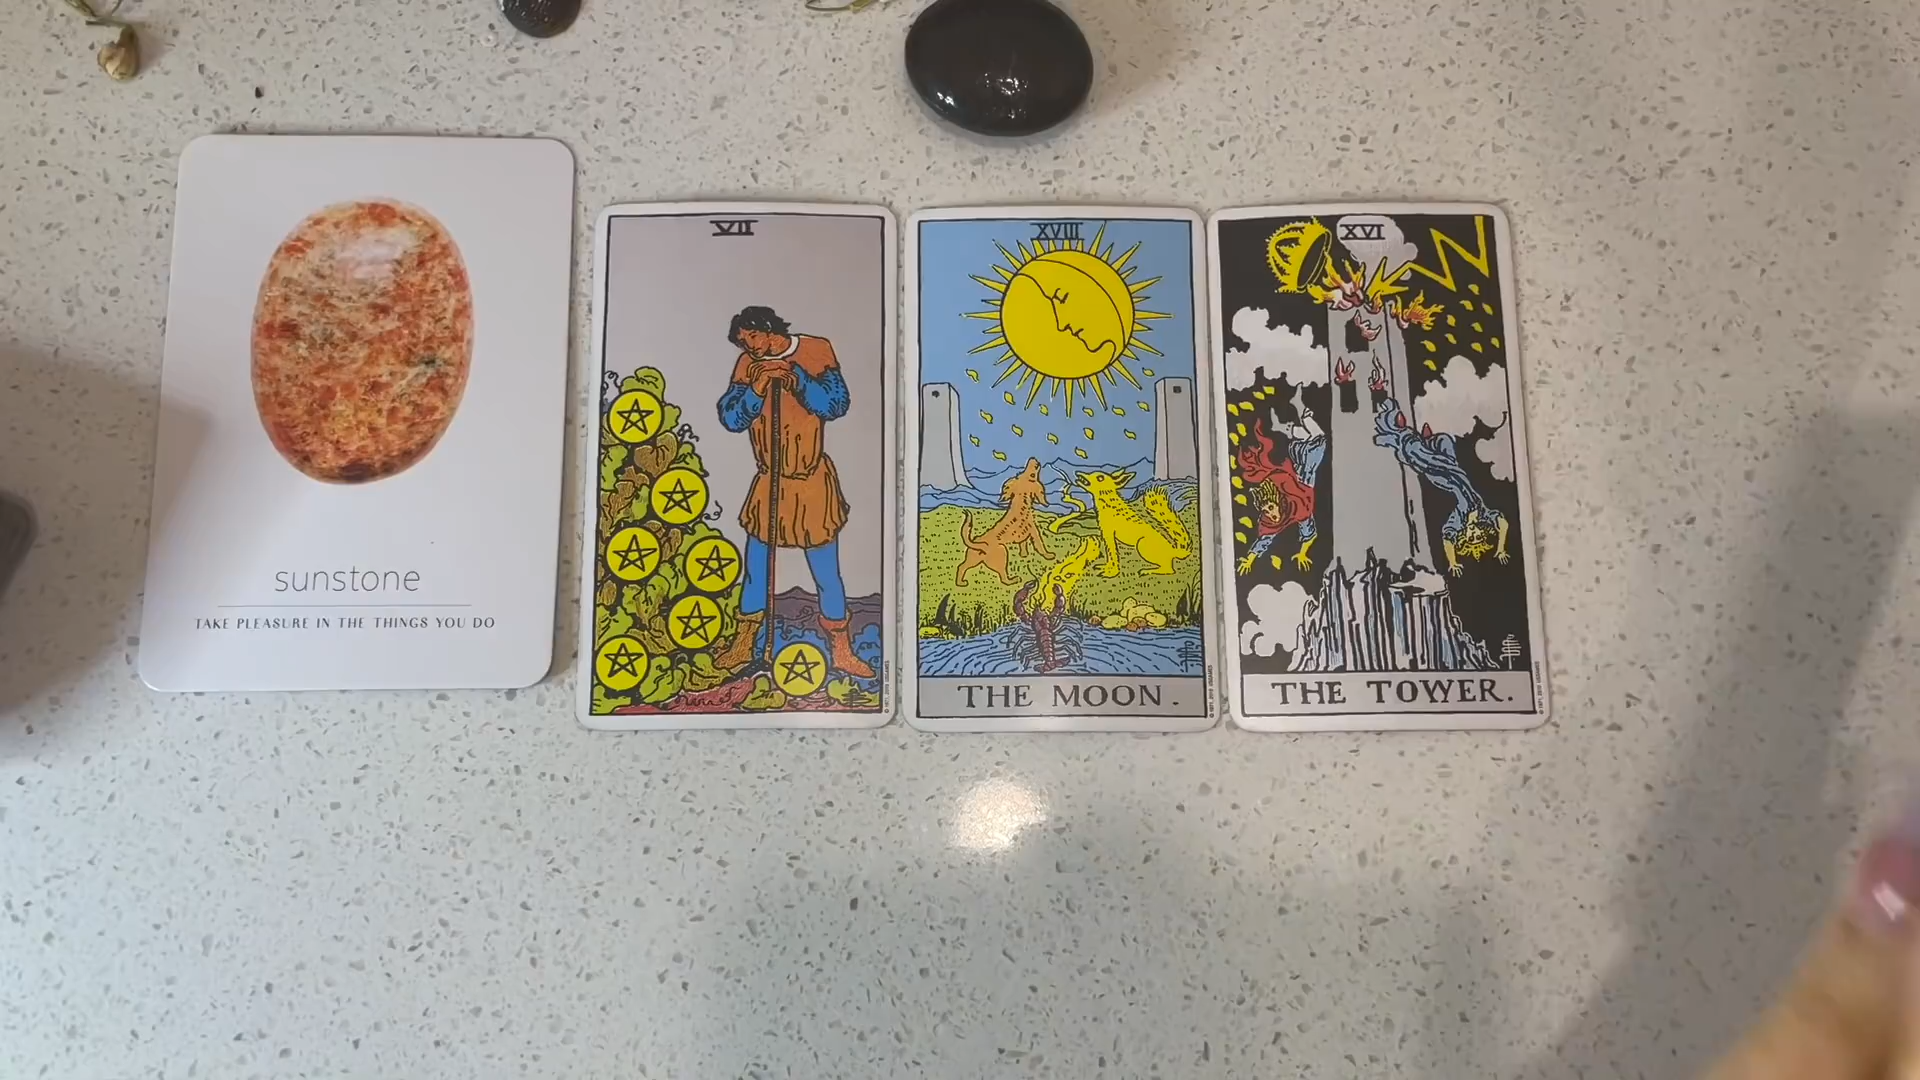 sunstone
TAKE PLEASURE IN THE THINGS YOU DO
VII
XVIII
THE MOON.
XVI
THE TOWER.